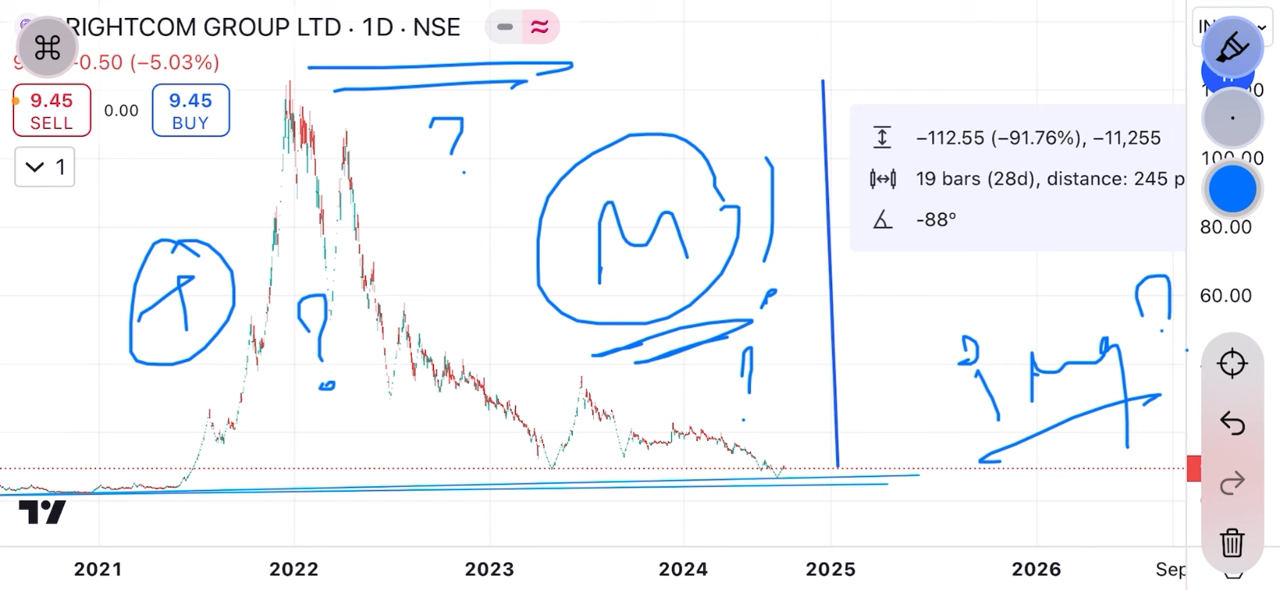 RIGHTCOM GROUP LTD · 1D · NSE
-0.50 (−5.03%)
9.45
SELL
0.00
9.45
BUY
1
−112.55 (−91.76%), −11,255
19 bars (28d), distance: 245 p
-88°
100.00
80.00
60.00
?
M
?
?
?
2021
2022
2023
2024
2025
2026
Sep